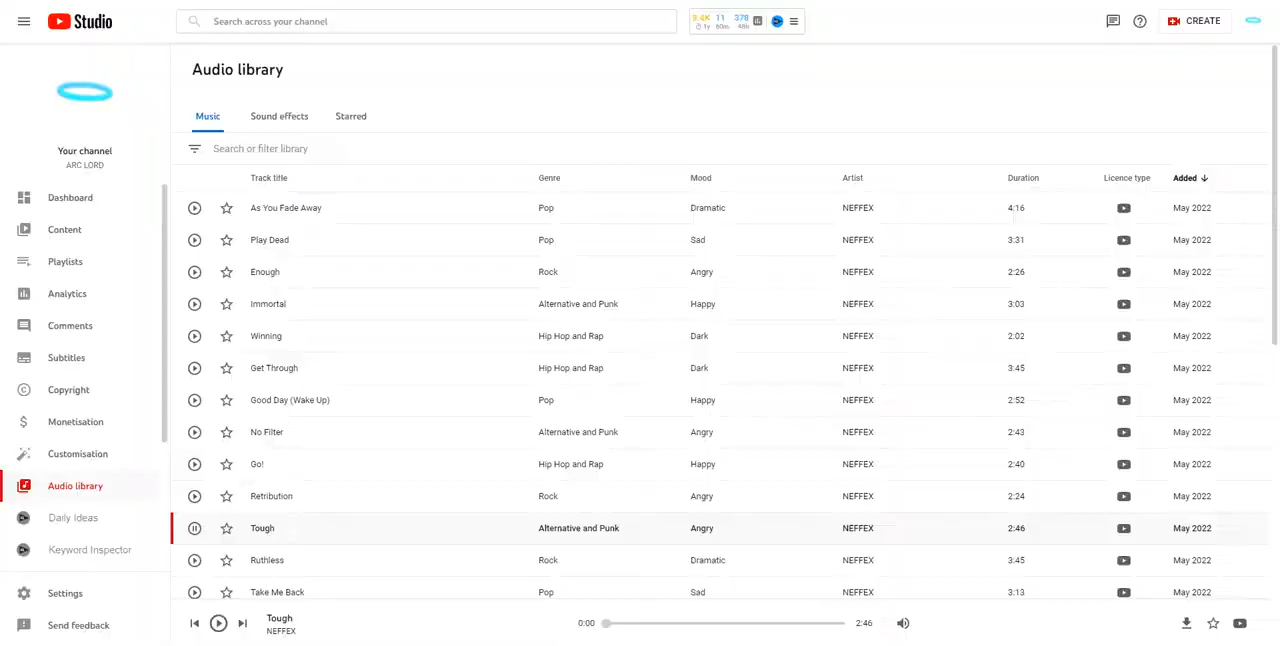 Studio
Search across your channel
9.4K 11 378
1y 60m 48h
CREATE
Audio library
Music Sound effects Starred
Search or filter library
Your channel
ARC LORD
Dashboard
Content
Playlists
Analytics
Comments
Subtitles
Copyright
Monetisation
Customisation
Audio library
Daily Ideas
Keyword Inspector
Settings
Send feedback
Track title Genre Mood Artist Duration Licence type Added
As You Fade Away Pop Dramatic NEFFEX 4:16 May 2022
Play Dead Pop Sad NEFFEX 3:31 May 2022
Enough Rock Angry NEFFEX 2:26 May 2022
Immortal Alternative and Punk Happy NEFFEX 3:03 May 2022
Winning Hip Hop and Rap Dark NEFFEX 2:02 May 2022
Get Through Hip Hop and Rap Dark NEFFEX 3:45 May 2022
Good Day (Wake Up) Pop Happy NEFFEX 2:52 May 2022
No Filter Alternative and Punk Angry NEFFEX 2:43 May 2022
Go! Hip Hop and Rap Happy NEFFEX 2:40 May 2022
Retribution Rock Angry NEFFEX 2:24 May 2022
Tough Alternative and Punk Angry NEFFEX 2:46 May 2022
Ruthless Rock Dramatic NEFFEX 3:45 May 2022
Take Me Back Pop Sad NEFFEX 3:13 May 2022
Tough
NEFFEX
0:00 2:46